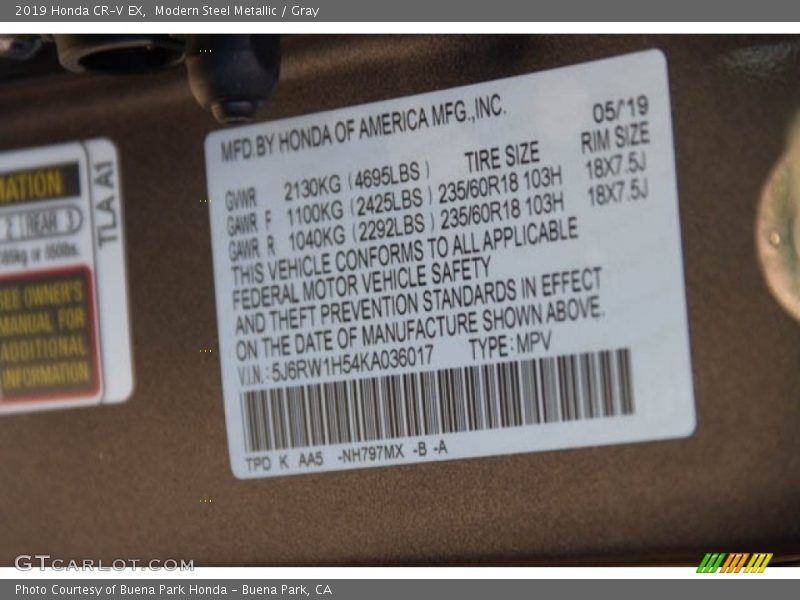 2019 Honda CR-V EX, Modern Steel Metallic / Gray
MFD.BY HONDA OF AMERICA MFG.,INC.
05/'19
TIRE SIZE RIM SIZE
GVWR 2130KG (4695LBS)
GAWR F 1100KG (2425LBS) 235/60R18 103H 18X7.5J
GAWR R 1040KG (2292LBS) 235/60R18 103H 18X7.5J
THIS VEHICLE CONFORMS TO ALL APPLICABLE
FEDERAL MOTOR VEHICLE SAFETY
AND THEFT PREVENTION STANDARDS IN EFFECT
ON THE DATE OF MANUFACTURE SHOWN ABOVE.
V.I.N.:5J6RW1H54KA036017 TYPE:MPV
TPD K AA5 -NH797MX -B -A
MATION
2 REAR 3
TLA A1
SEE OWNER'S
MANUAL FOR
ADDITIONAL
INFORMATION
GTCARLOT.COM
Photo Courtesy of Buena Park Honda - Buena Park, CA